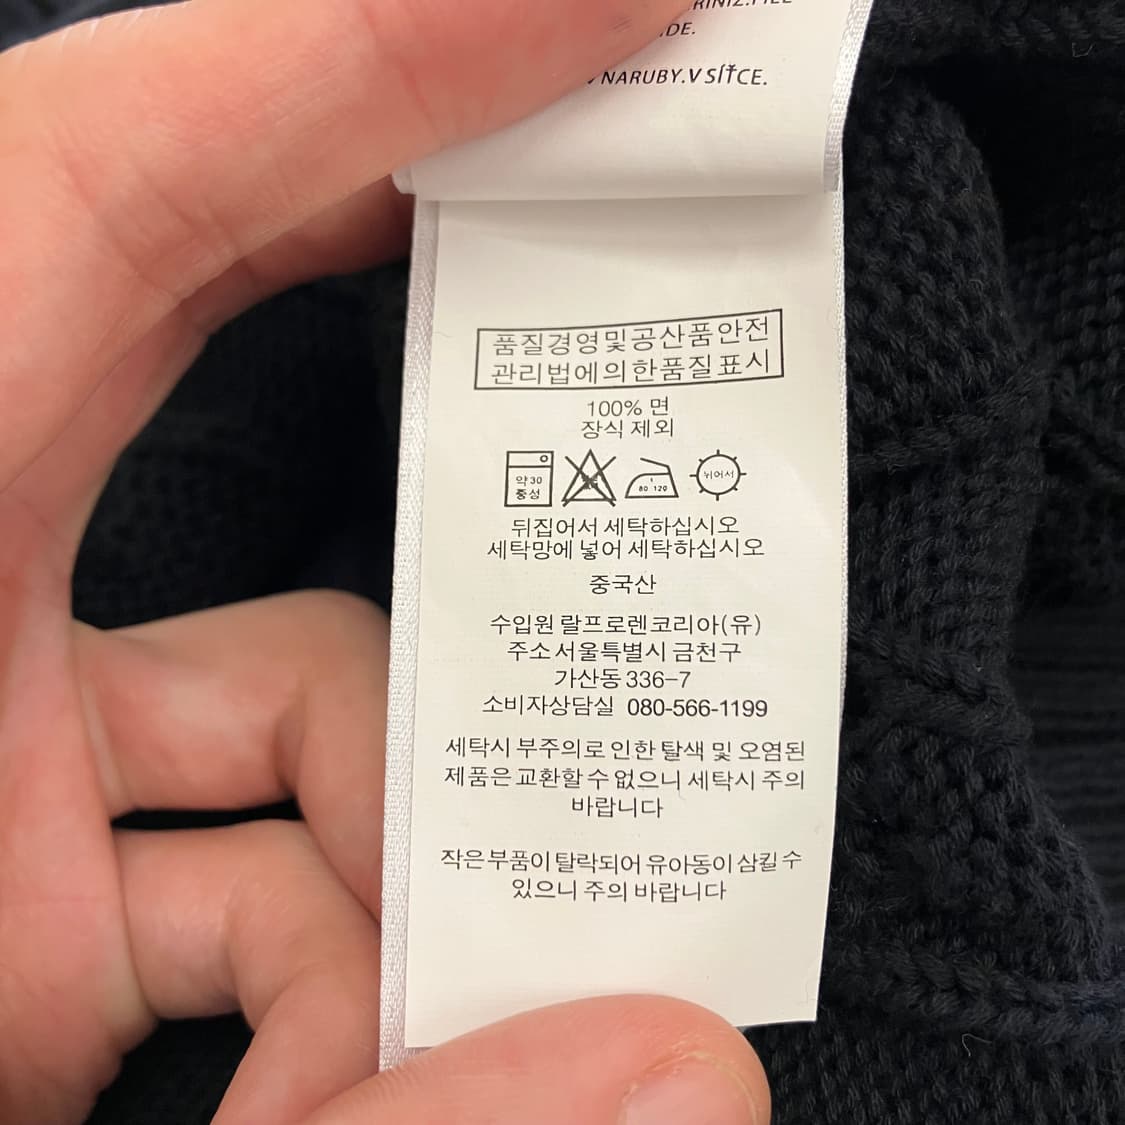 DE.
NARUBY.V SÍŤCE.
품질경영및공산품안전
관리법에의한품질표시
100% 면
장식 제외
약30
중성
80 120
뉘어서
뒤집어서 세탁하십시오
세탁망에 넣어 세탁하십시오
중국산
수입원 랄프로렌코리아(유)
주소 서울특별시 금천구
가산동 336-7
소비자상담실 080-566-1199
세탁시 부주의로 인한 탈색 및 오염된
제품은 교환할 수 없으니 세탁시 주의
바랍니다
작은 부품이 탈락되어 유아동이 삼킬 수
있으니 주의 바랍니다